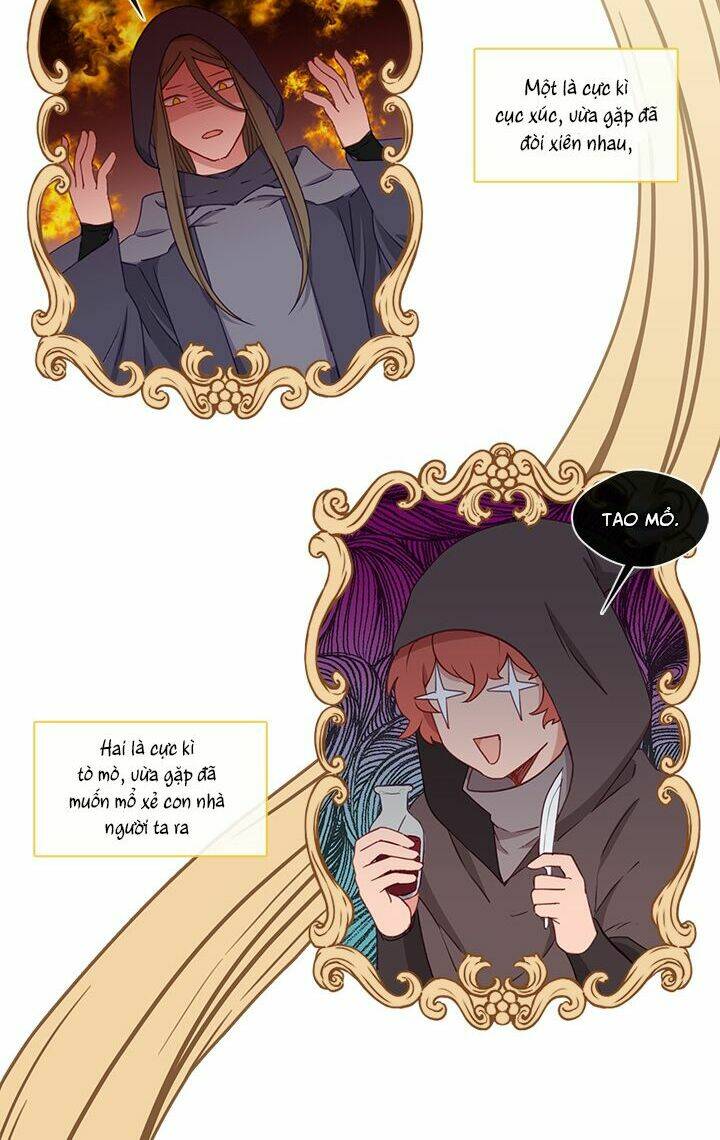 Một là cực kì
cục xúc, vừa gặp đã
đòi xiên nhau,
TAO MỔ.
Hai là cực kì
tò mò, vừa gặp đã
muốn mổ xẻ con nhà
người ta ra